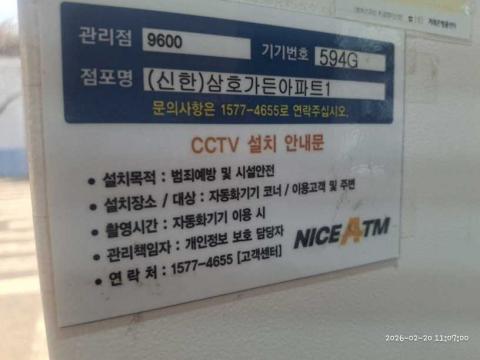 관리점 9600 기기번호 594G
점포명 (신한)삼호가든아파트1
문의사항은 1577-4655로 연락주십시오.
CCTV 설치 안내문
• 설치목적 : 범죄예방 및 시설안전
• 설치장소 / 대상 : 자동화기기 코너 / 이용고객 및 주변
• 촬영시간 : 자동화기기 이용 시
• 관리책임자 : 개인정보 보호 담당자
• 연 락 처 : 1577-4655 [고객센터]
NICE ATM
2026-02-20 11:07:00